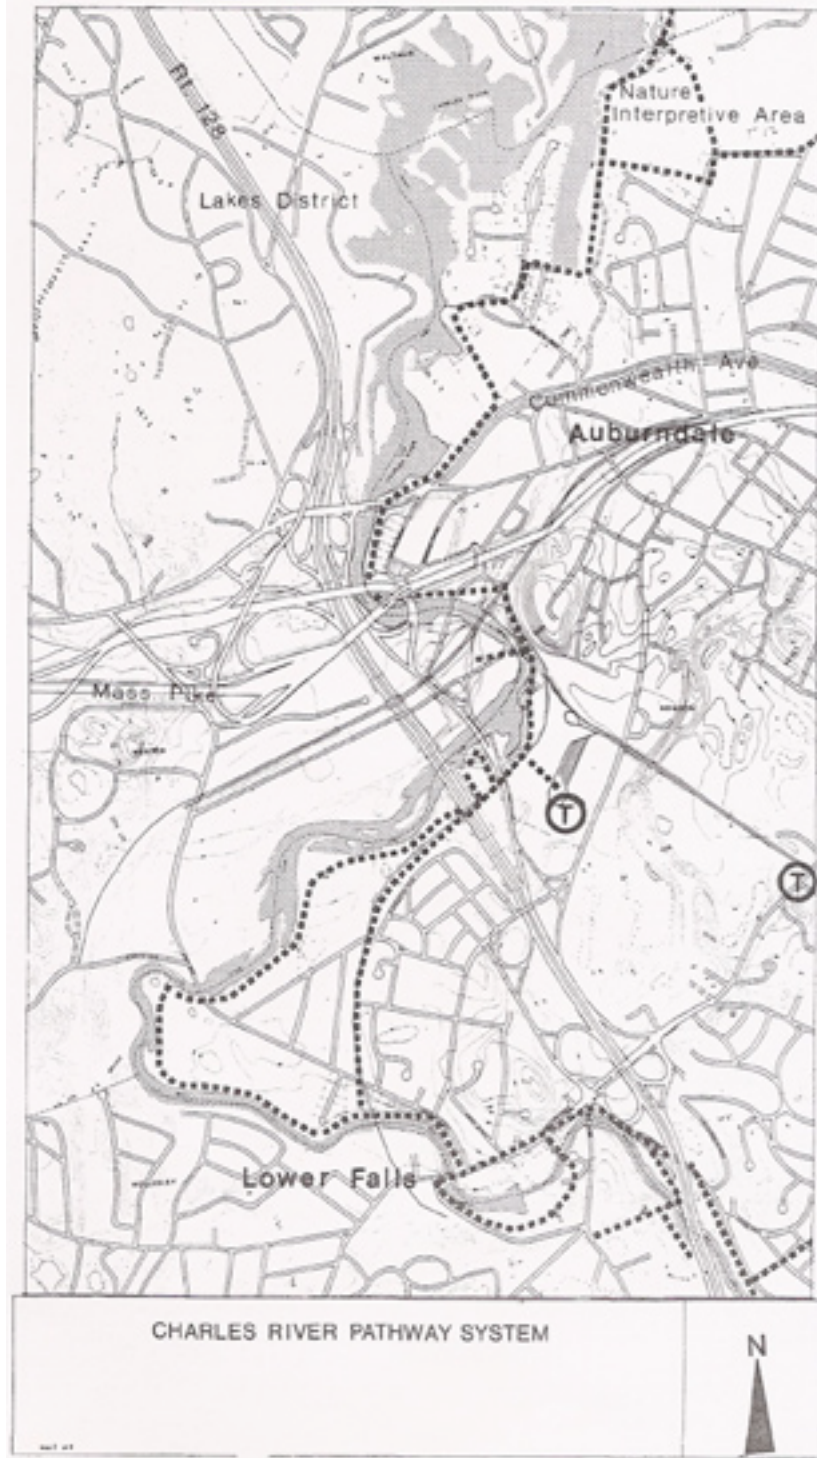 Nature
Interpretive Area
Rt. 128
Lakes District
Commonwealth Ave
Auburndale
Mass Pike
T
T
Lower Falls
CHARLES RIVER PATHWAY SYSTEM
N